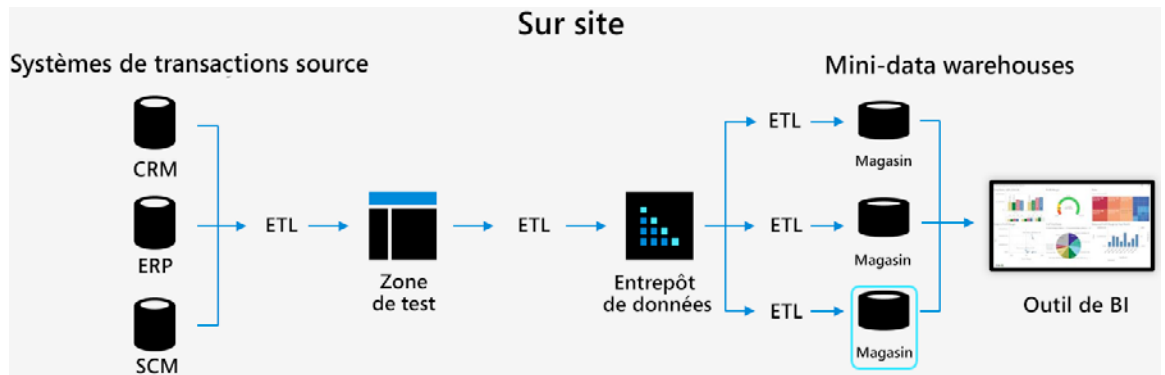 Sur site
Systèmes de transactions source
Mini-data warehouses
CRM
ERP
SCM
ETL
Zone
de test
ETL
Entrepôt
de données
ETL
Magasin
ETL
Magasin
ETL
Magasin
Outil de BI